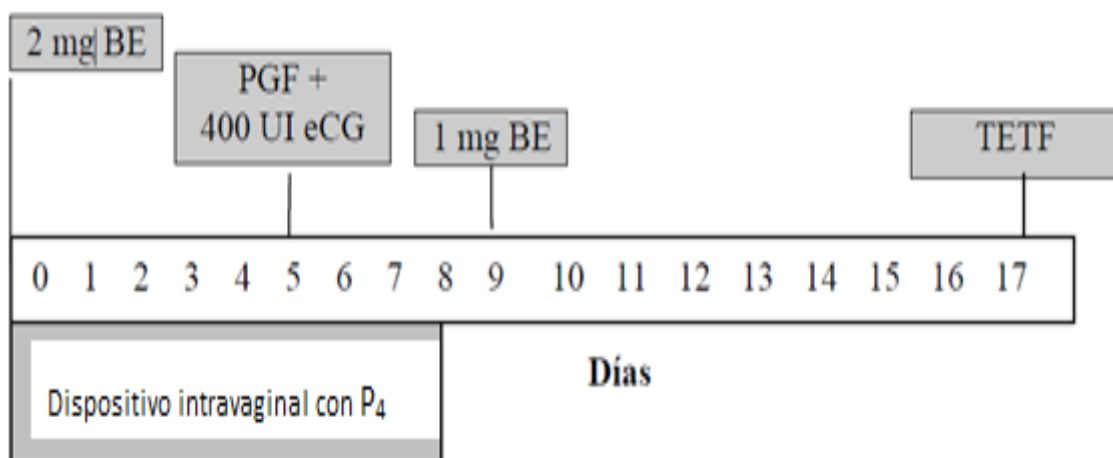 2 mg BE
PGF +
400 UI eCG
1 mg BE
TETF
0 1 2 3 4 5 6 7 8 9 10 11 12 13 14 15 16 17
Días
Dispositivo intravaginal con P₄